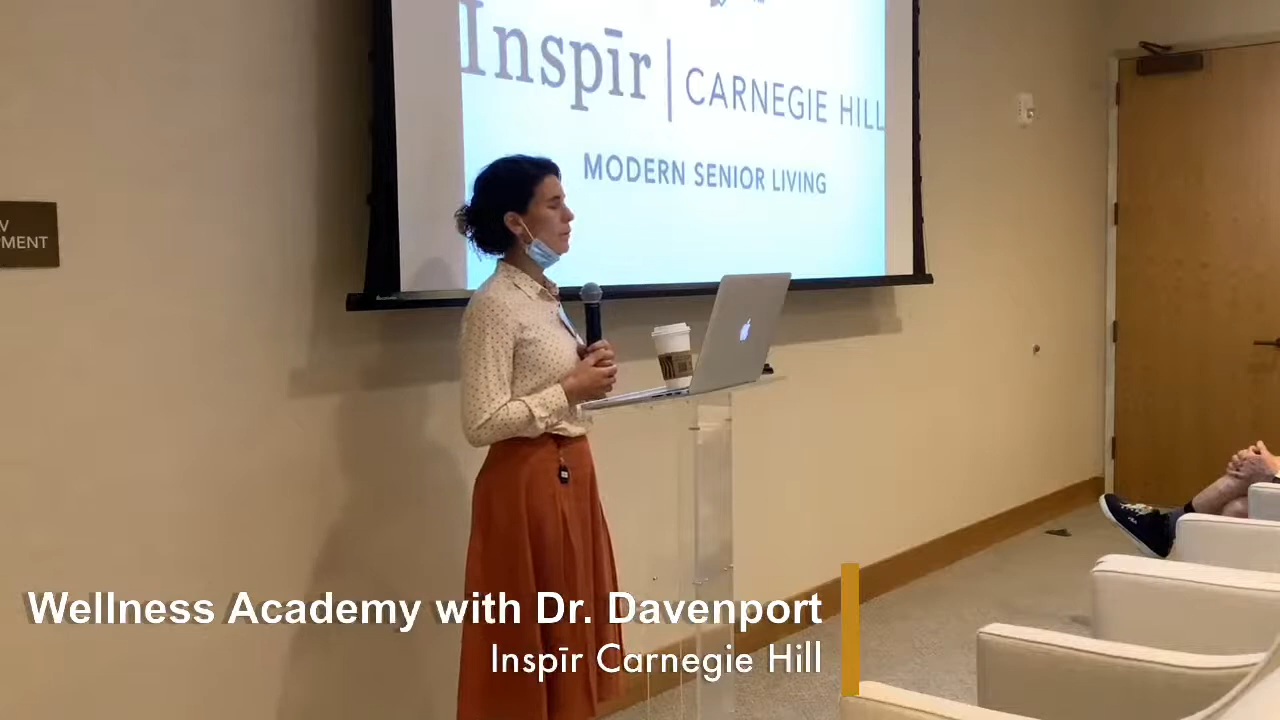 Inspīr | CARNEGIE HILL
MODERN SENIOR LIVING
MENT
Wellness Academy with Dr. Davenport
Inspīr Carnegie Hill